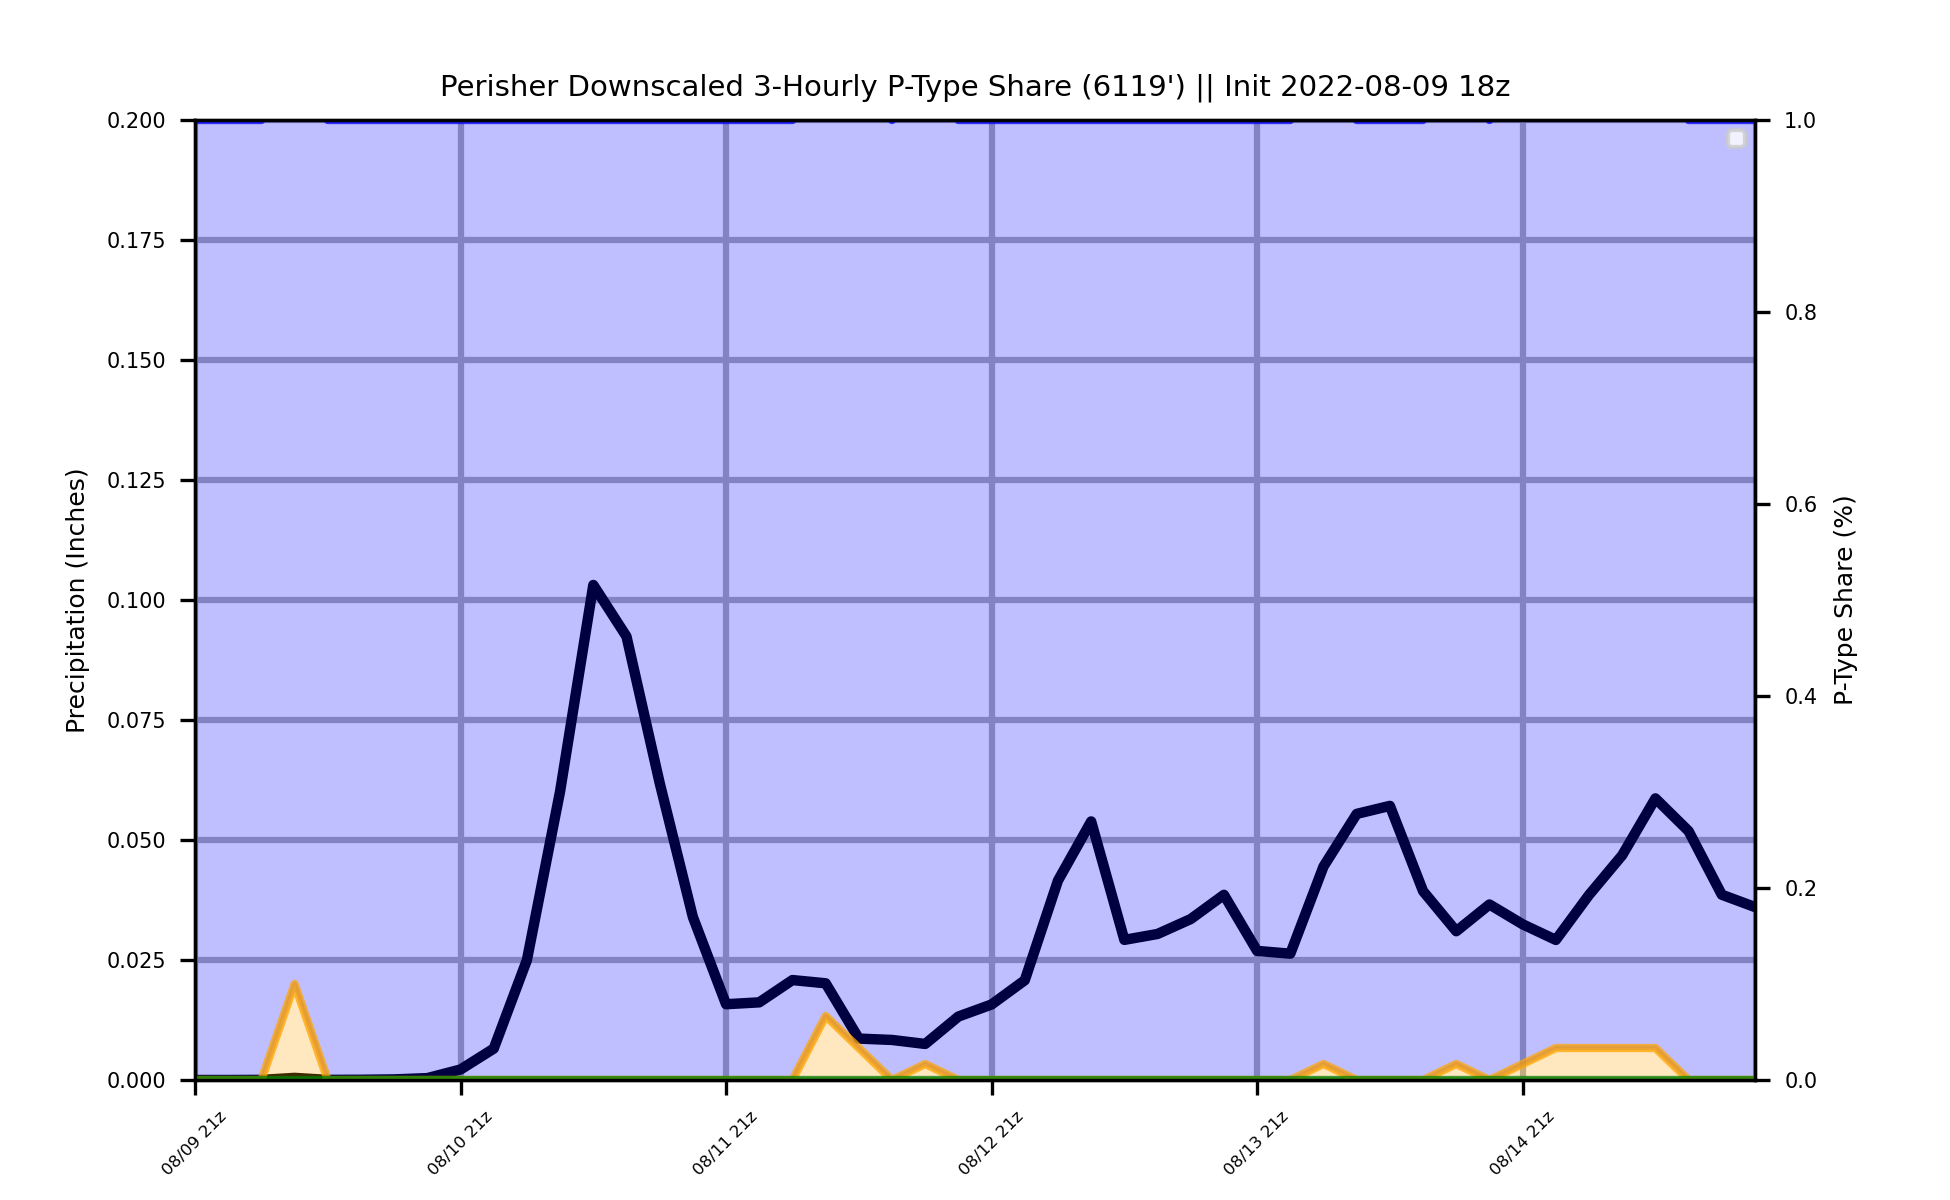 Perisher Downscaled 3-Hourly P-Type Share (6119') || Init 2022-08-09 18z
0.200
0.175
0.150
0.125
0.100
0.075
0.050
0.025
0.000
Precipitation (Inches)
1.0
0.8
0.6
0.4
0.2
0.0
P-Type Share (%)
08/09 21z
08/10 21z
08/11 21z
08/12 21z
08/13 21z
08/14 21z